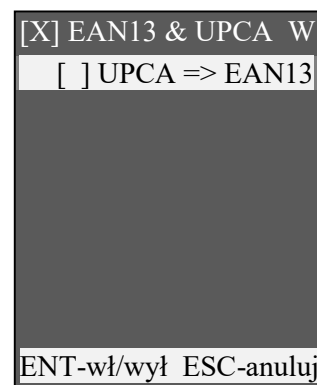 [X] EAN13 & UPCA W
[ ] UPCA => EAN13
ENT-wł/wył ESC-anuluj